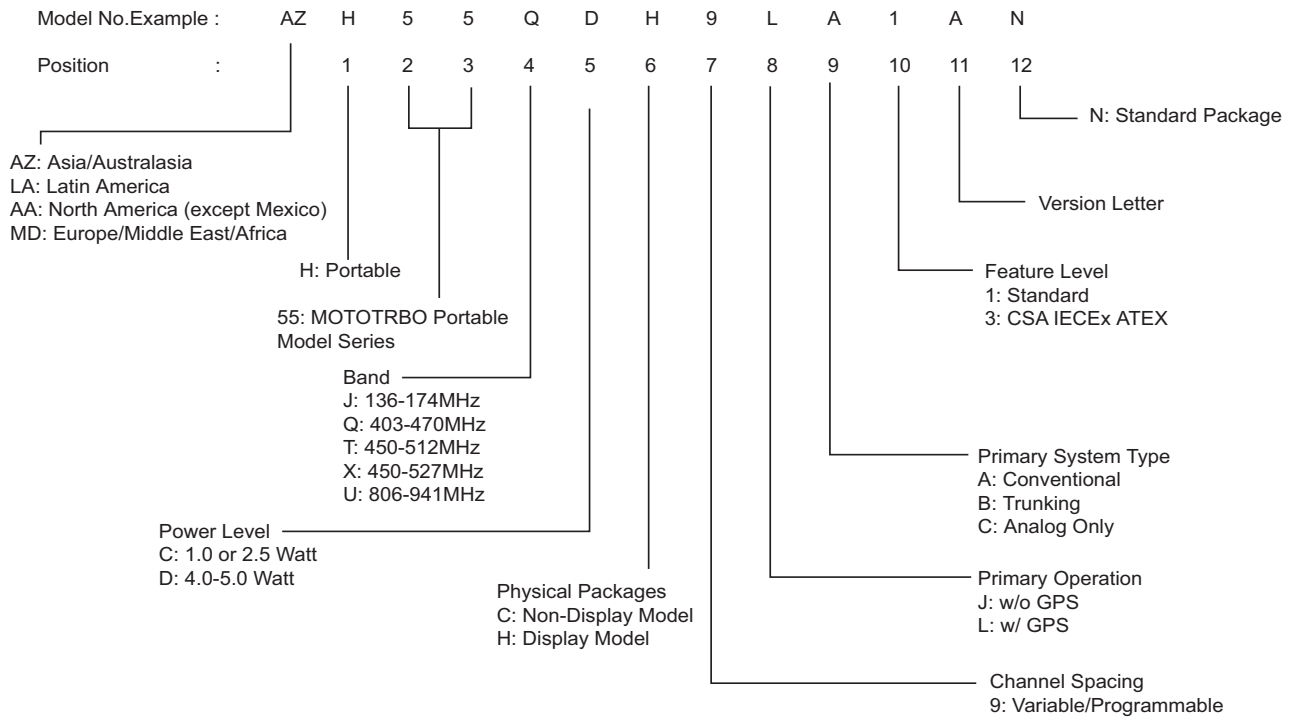 Model No.Example : AZ H 5 5 Q D H 9 L A 1 A N
Position : 1 2 3 4 5 6 7 8 9 10 11 12
N: Standard Package
AZ: Asia/Australasia
LA: Latin America
AA: North America (except Mexico)
MD: Europe/Middle East/Africa
Version Letter
H: Portable
Feature Level
1: Standard
3: CSA IECEx ATEX
55: MOTOTRBO Portable
Model Series
Band
J: 136-174MHz
Q: 403-470MHz
T: 450-512MHz
X: 450-527MHz
U: 806-941MHz
Primary System Type
A: Conventional
B: Trunking
C: Analog Only
Power Level
C: 1.0 or 2.5 Watt
D: 4.0-5.0 Watt
Physical Packages
C: Non-Display Model
H: Display Model
Primary Operation
J: w/o GPS
L: w/ GPS
Channel Spacing
9: Variable/Programmable